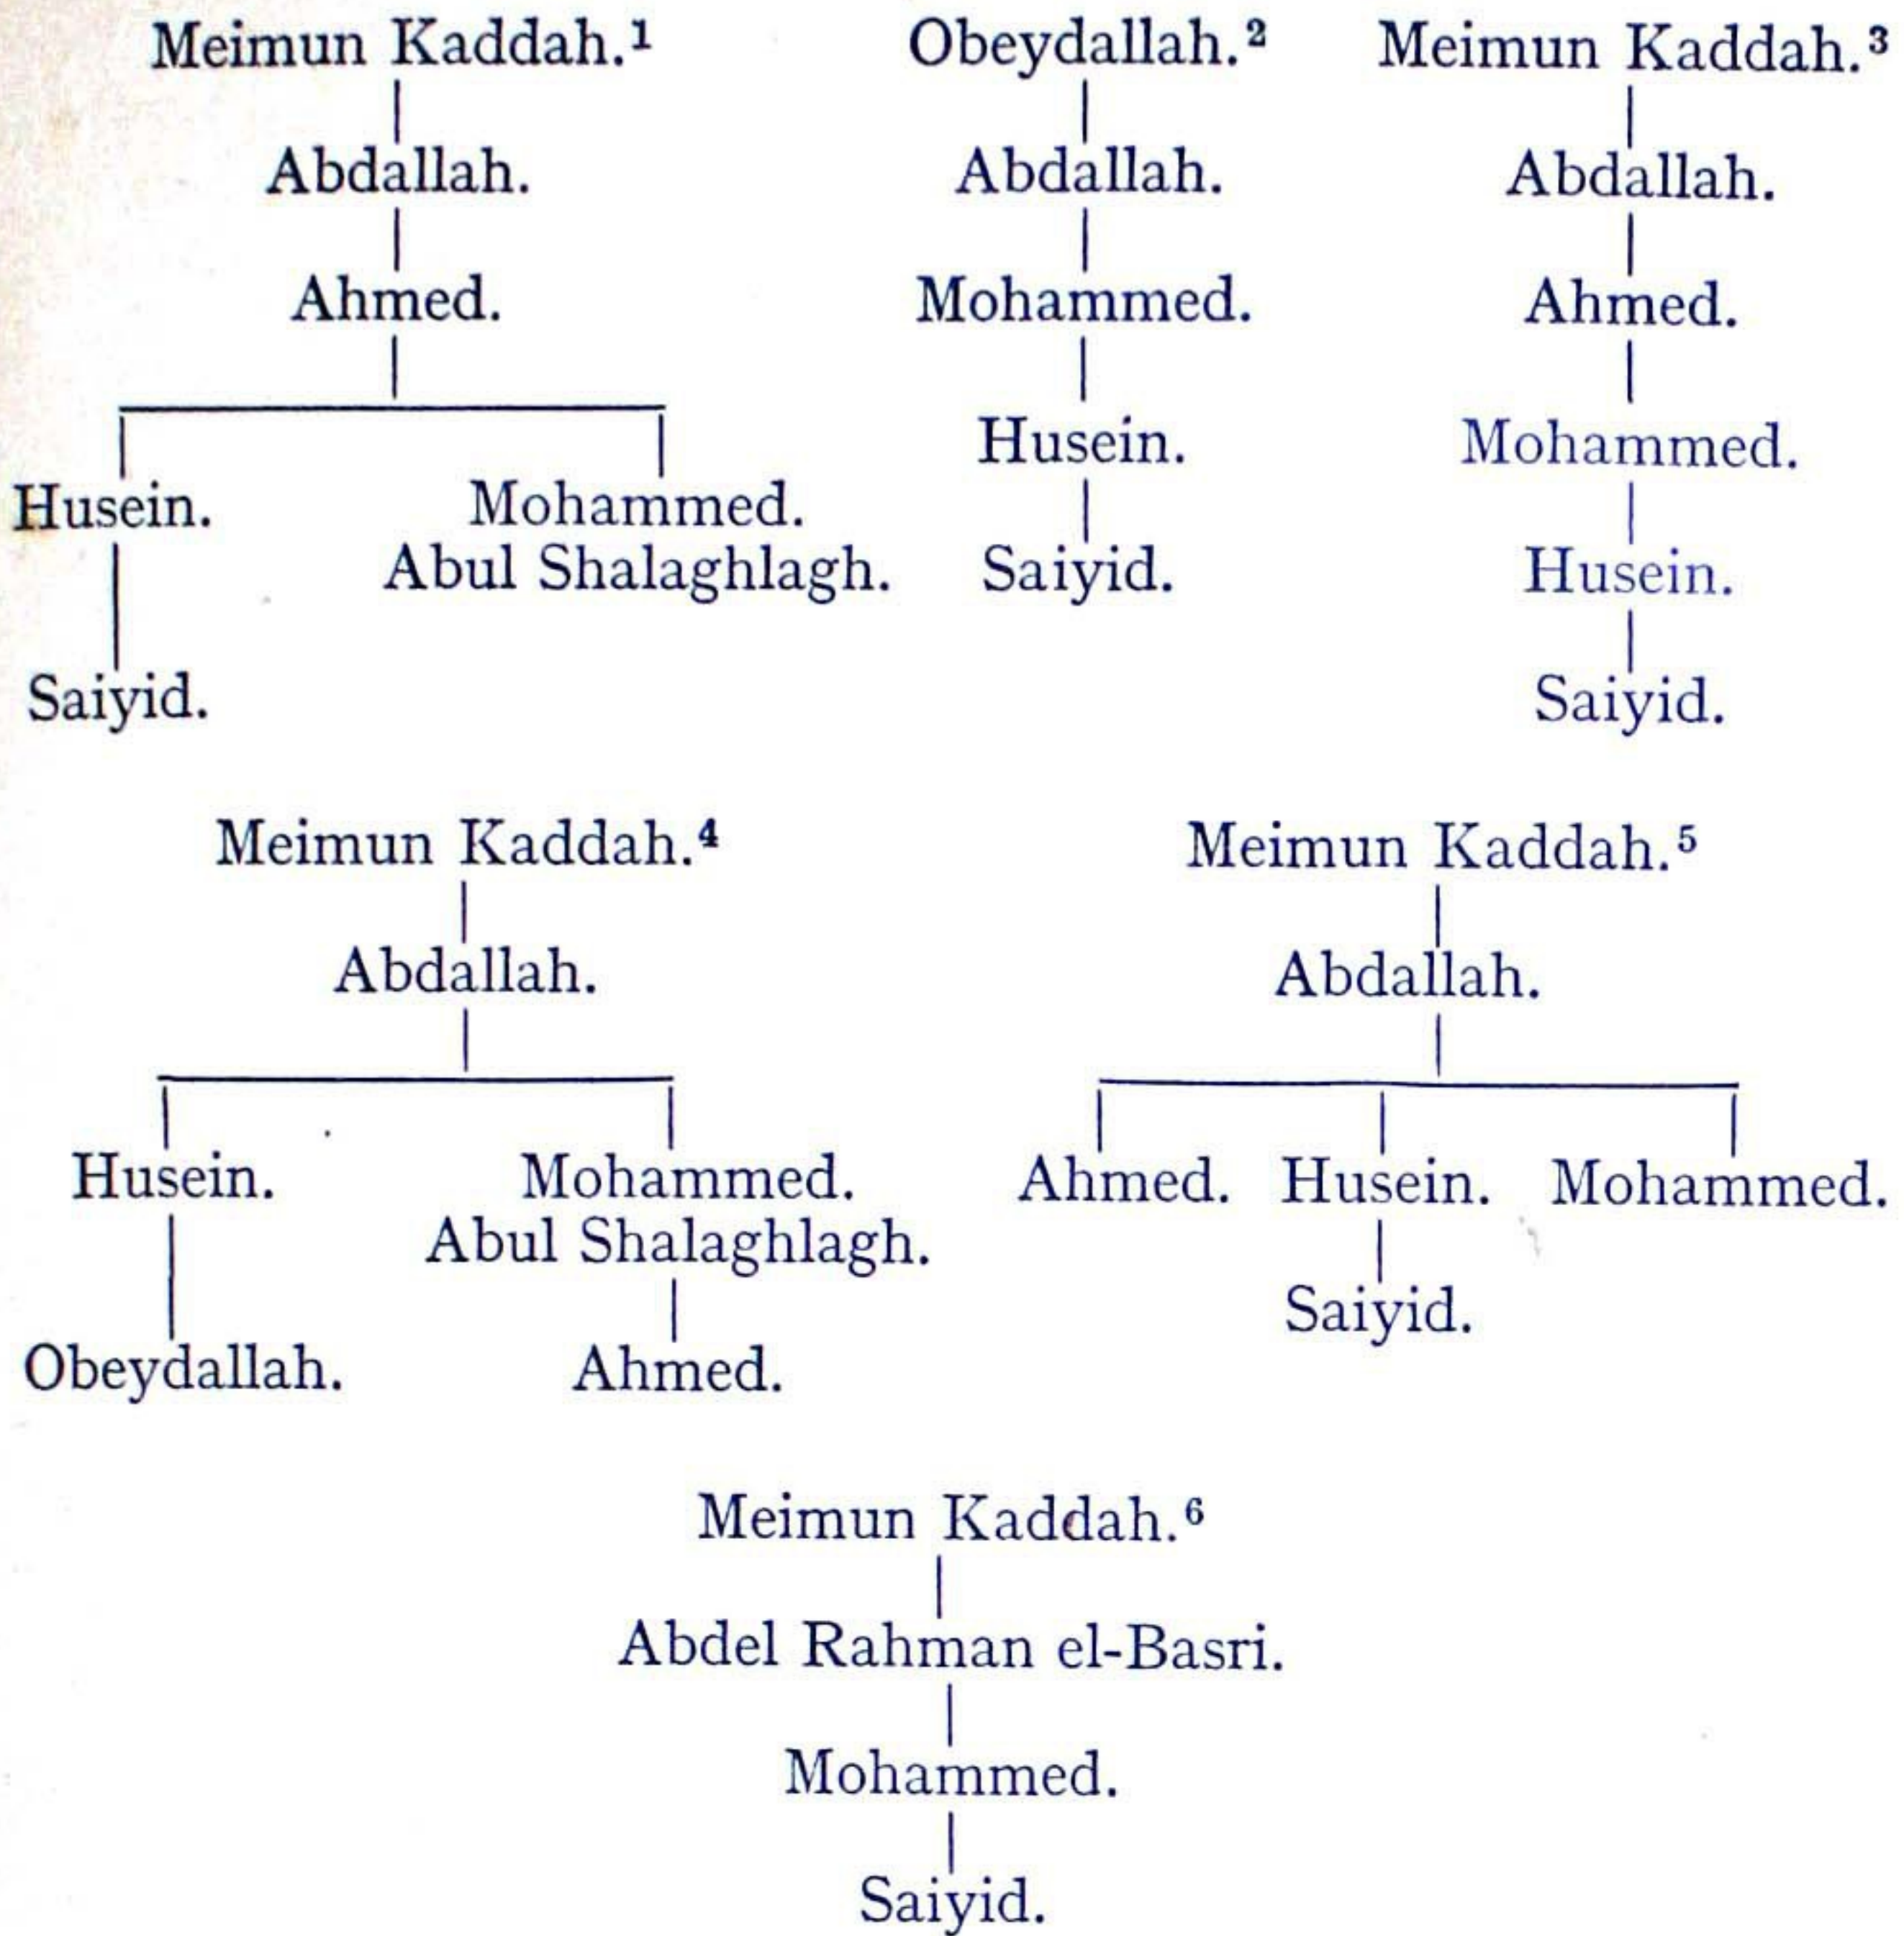 Meimun Kaddah.¹
Abdallah.
Ahmed.
Husein.
Mohammed.
Abul Shalaghlagh.
Saiyid.
Obeydallah.²
Abdallah.
Mohammed.
Husein.
Saiyid.
Meimun Kaddah.³
Abdallah.
Ahmed.
Mohammed.
Husein.
Saiyid.
Meimun Kaddah.⁴
Abdallah.
Husein.
Mohammed.
Abul Shalaghlagh.
Obeydallah.
Ahmed.
Meimun Kaddah.⁵
Abdallah.
Ahmed. Husein. Mohammed.
Saiyid.
Meimun Kaddah.⁶
Abdel Rahman el-Basri.
Mohammed.
Saiyid.